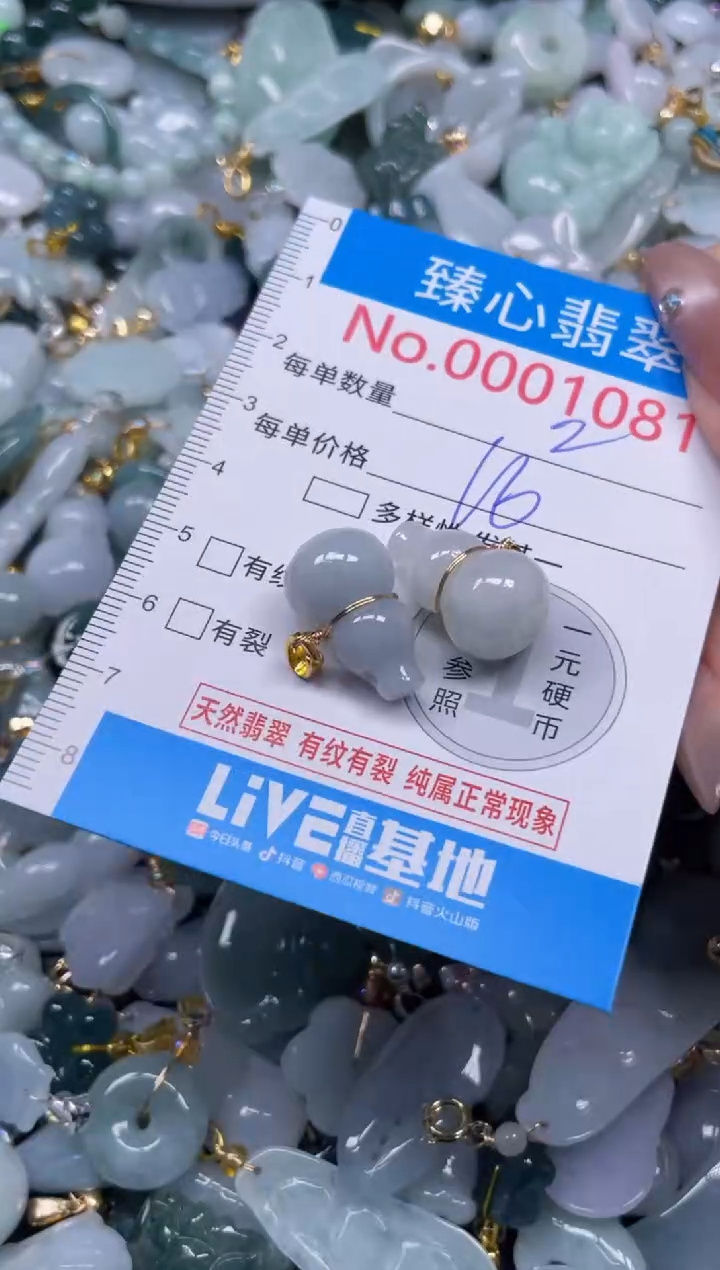 0
臻心翡翠
1
No.0001081
2
每单数量 2
3
每单价格 16
4
5
有纹
6
有裂
一元硬币
参照
1
7
天然翡翠 有纹有裂 纯属正常现象
8
LiVE直播基地
今日头条 抖音 西瓜视频 抖音火山版